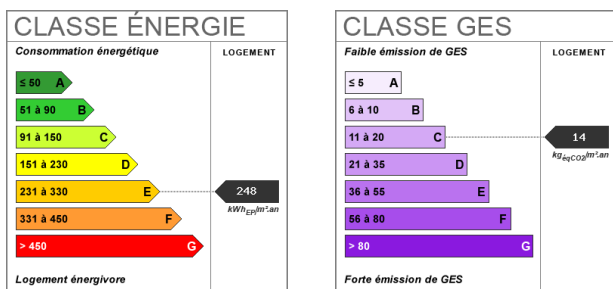 CLASSE ÉNERGIE
Consommation énergétique
LOGEMENT
≤ 50 A
51 à 90 B
91 à 150 C
151 à 230 D
231 à 330 E
248
kWhEP/m².an
331 à 450 F
> 450 G
Logement énergivore
CLASSE GES
Faible émission de GES
LOGEMENT
≤ 5 A
6 à 10 B
11 à 20 C
14
kgéqCO2/m².an
21 à 35 D
36 à 55 E
56 à 80 F
> 80 G
Forte émission de GES